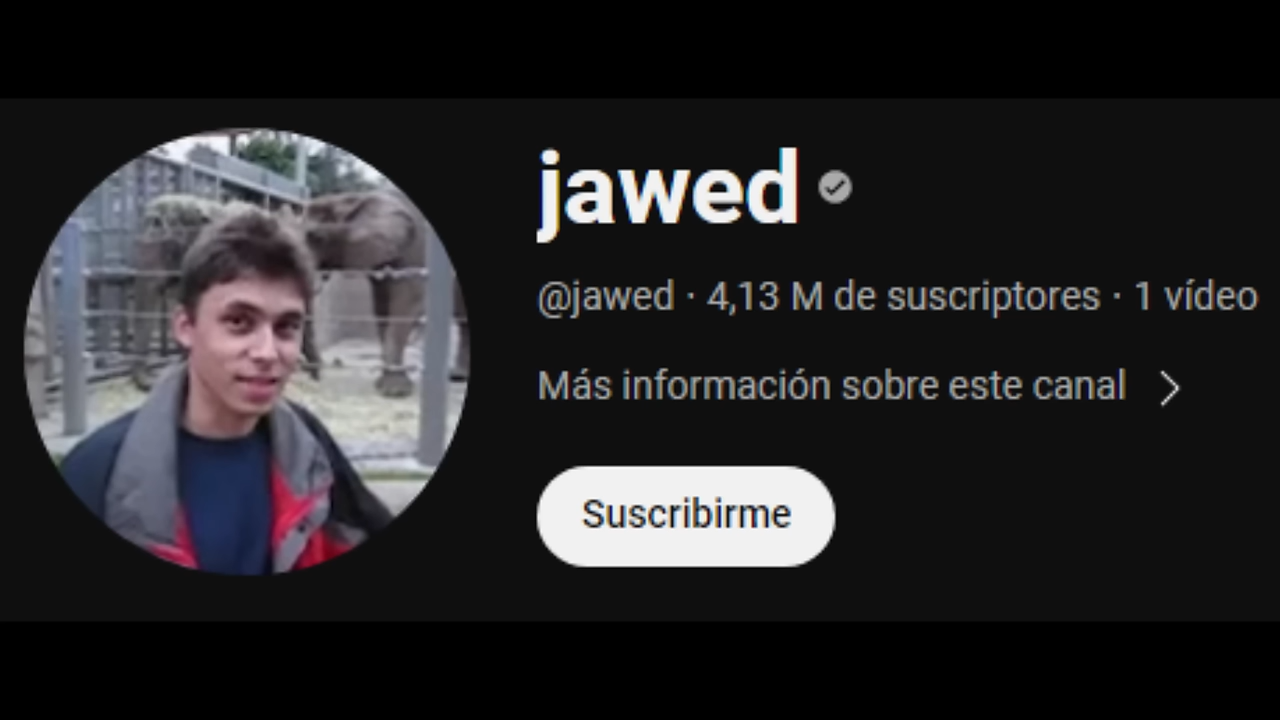 jawed
@jawed · 4,13 M de suscriptores · 1 vídeo
Más información sobre este canal
Suscribirme